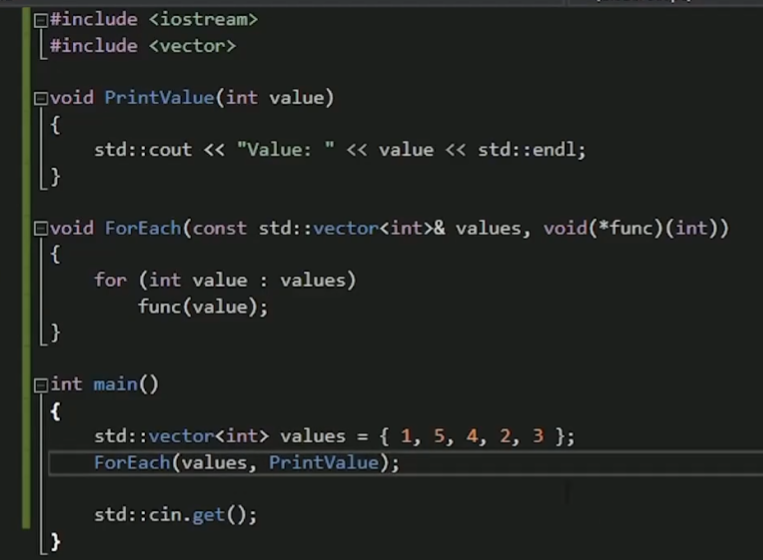 #include <iostream>
#include <vector>
void PrintValue(int value)
{
std::cout << "Value: " << value << std::endl;
}
void ForEach(const std::vector<int>& values, void(*func)(int))
{
for (int value : values)
func(value);
}
int main()
{
std::vector<int> values = { 1, 5, 4, 2, 3 };
ForEach(values, PrintValue);
std::cin.get();
}